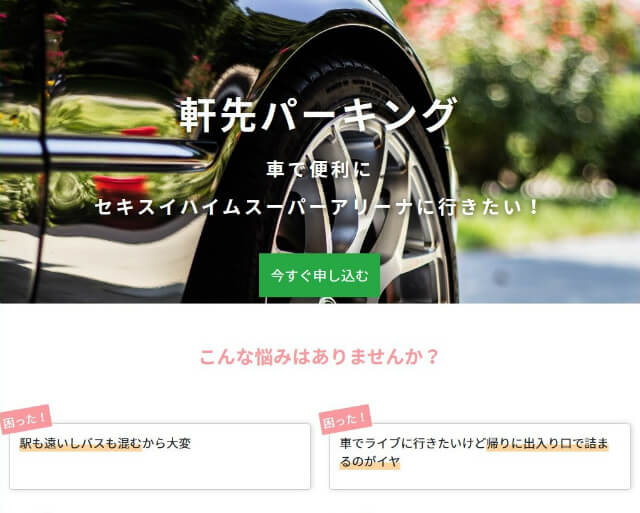 軒先パーキング
車で便利に
セキスイハイムスーパーアリーナに行きたい！
今すぐ申し込む
こんな悩みはありませんか？
困った！
駅も遠いしバスも混むから大変
困った！
車でライブに行きたいけど帰りに出入り口で詰ま
るのがイヤ